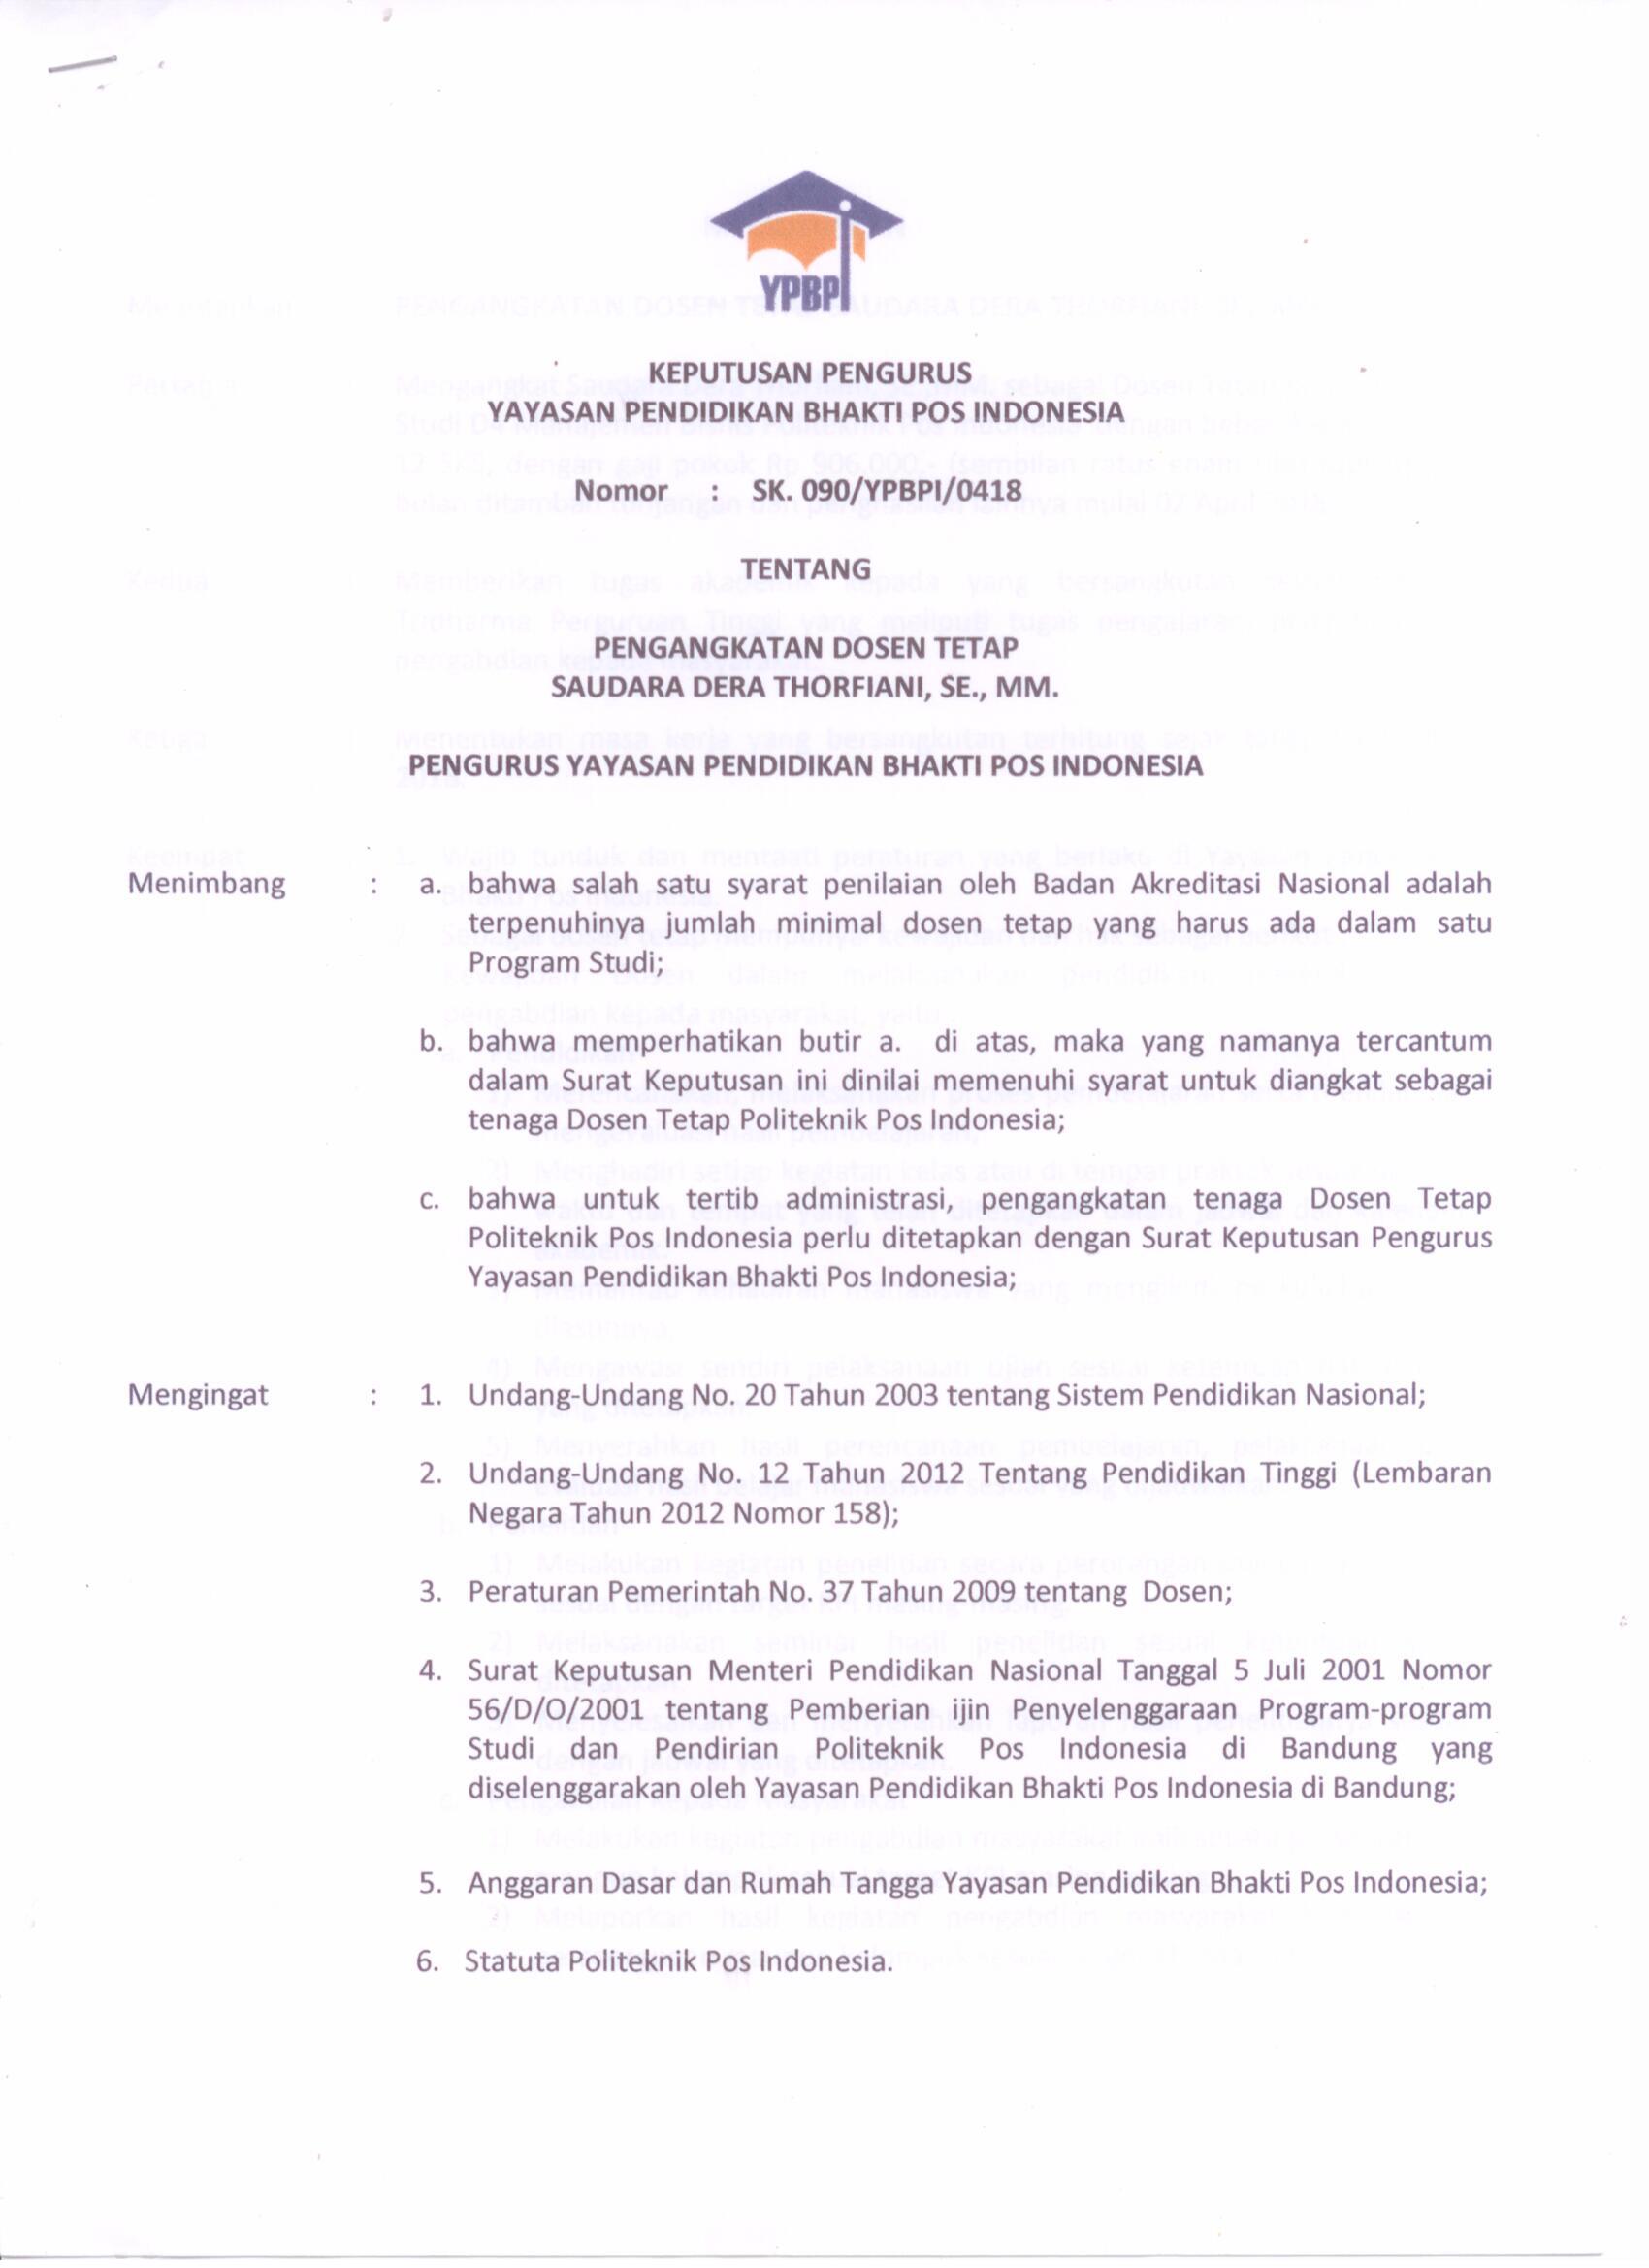 YPBPI
KEPUTUSAN PENGURUS
YAYASAN PENDIDIKAN BHAKTI POS INDONESIA
Nomor : SK. 090/YPBPI/0418
TENTANG
PENGANGKATAN DOSEN TETAP
SAUDARA DERA THORFIANI, SE., MM.
PENGURUS YAYASAN PENDIDIKAN BHAKTI POS INDONESIA
Menimbang : a. bahwa salah satu syarat penilaian oleh Badan Akreditasi Nasional adalah
terpenuhinya jumlah minimal dosen tetap yang harus ada dalam satu
Program Studi;
b. bahwa memperhatikan butir a. di atas, maka yang namanya tercantum
dalam Surat Keputusan ini dinilai memenuhi syarat untuk diangkat sebagai
tenaga Dosen Tetap Politeknik Pos Indonesia;
c. bahwa untuk tertib administrasi, pengangkatan tenaga Dosen Tetap
Politeknik Pos Indonesia perlu ditetapkan dengan Surat Keputusan Pengurus
Yayasan Pendidikan Bhakti Pos Indonesia;
Mengingat : 1. Undang-Undang No. 20 Tahun 2003 tentang Sistem Pendidikan Nasional;
2. Undang-Undang No. 12 Tahun 2012 Tentang Pendidikan Tinggi (Lembaran
Negara Tahun 2012 Nomor 158);
3. Peraturan Pemerintah No. 37 Tahun 2009 tentang Dosen;
4. Surat Keputusan Menteri Pendidikan Nasional Tanggal 5 Juli 2001 Nomor
56/D/O/2001 tentang Pemberian ijin Penyelenggaraan Program-program
Studi dan Pendirian Politeknik Pos Indonesia di Bandung yang
diselenggarakan oleh Yayasan Pendidikan Bhakti Pos Indonesia di Bandung;
5. Anggaran Dasar dan Rumah Tangga Yayasan Pendidikan Bhakti Pos Indonesia;
6. Statuta Politeknik Pos Indonesia.